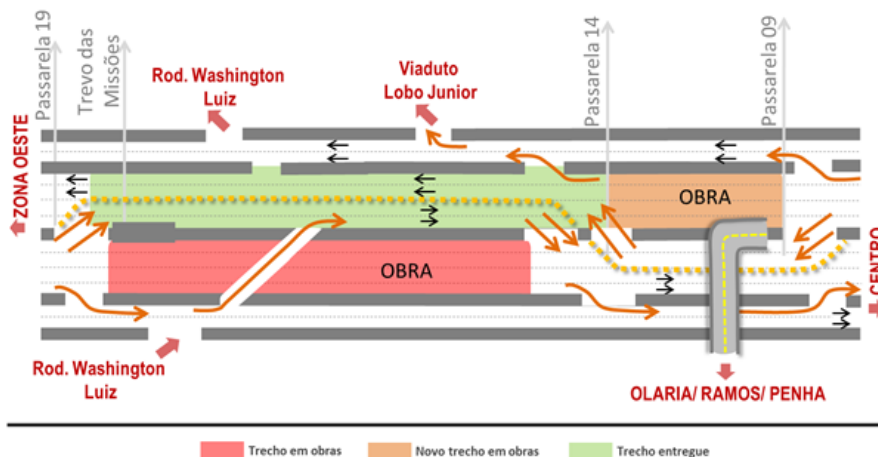 Passarela 19
Trevo das
Missões
Rod. Washington
Luiz
Viaduto
Lobo Junior
Passarela 14
Passarela 09
ZONA OESTE
OBRA
OBRA
CENTRO
Rod. Washington
Luiz
OLARIA/ RAMOS/ PENHA
Trecho em obras
Novo trecho em obras
Trecho entregue